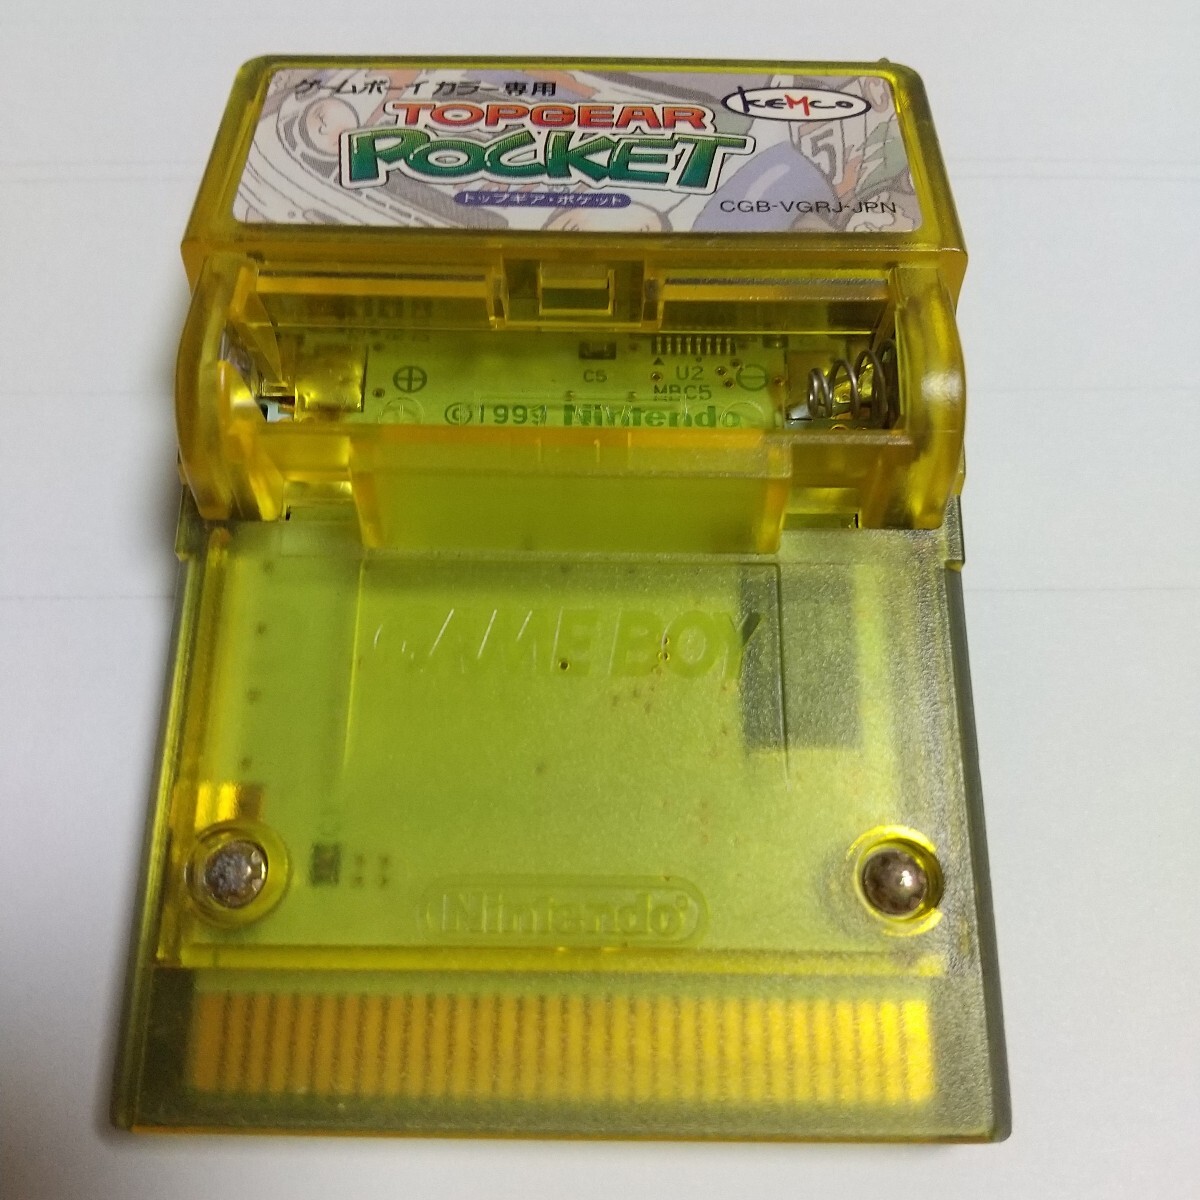 ゲームボーイ カラー専用
KEMCO
TOPGEAR
POCKET
トップギア・ポケット
CGB-VGRJ-JPN
C5
U2
MBC5
©1999 Nintendo
GAME BOY
Nintendo